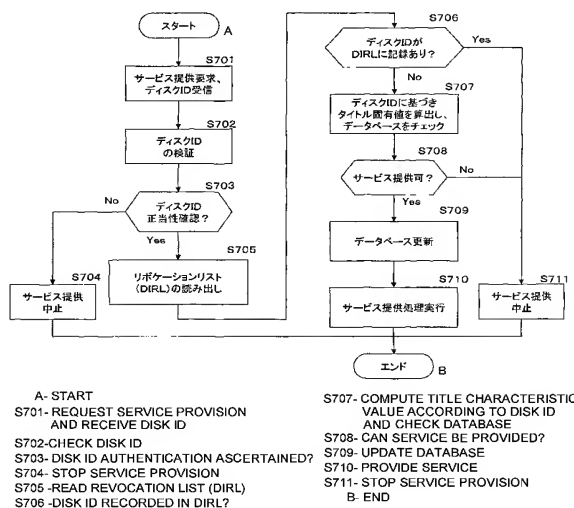 スタート
A
S701
サービス提供要求、
ディスクID受信
S702
ディスクID
の検証
S703
ディスクID
正当性確認？
No
Yes
S704
サービス提供
中止
S705
リボケーションリスト
(DIRL)の読み出し
S706
ディスクIDが
DIRLに記録あり？
Yes
No
S707
ディスクIDに基づき
タイトル固有値を算出し、
データベースをチェック
S708
サービス提供可？
No
Yes
S709
データベース更新
S710
サービス提供処理実行
S711
サービス提供
中止
エンド
B
A- START
S701- REQUEST SERVICE PROVISION
AND RECEIVE DISK ID
S702-CHECK DISK ID
S703- DISK ID AUTHENTICATION ASCERTAINED?
S704- STOP SERVICE PROVISION
S705 -READ REVOCATION LIST (DIRL)
S706 -DISK ID RECORDED IN DIRL?
S707- COMPUTE TITLE CHARACTERISTIC
VALUE ACCORDING TO DISK ID
AND CHECK DATABASE
S708- CAN SERVICE BE PROVIDED?
S709- UPDATE DATABASE
S710- PROVIDE SERVICE
S711- STOP SERVICE PROVISION
B- END